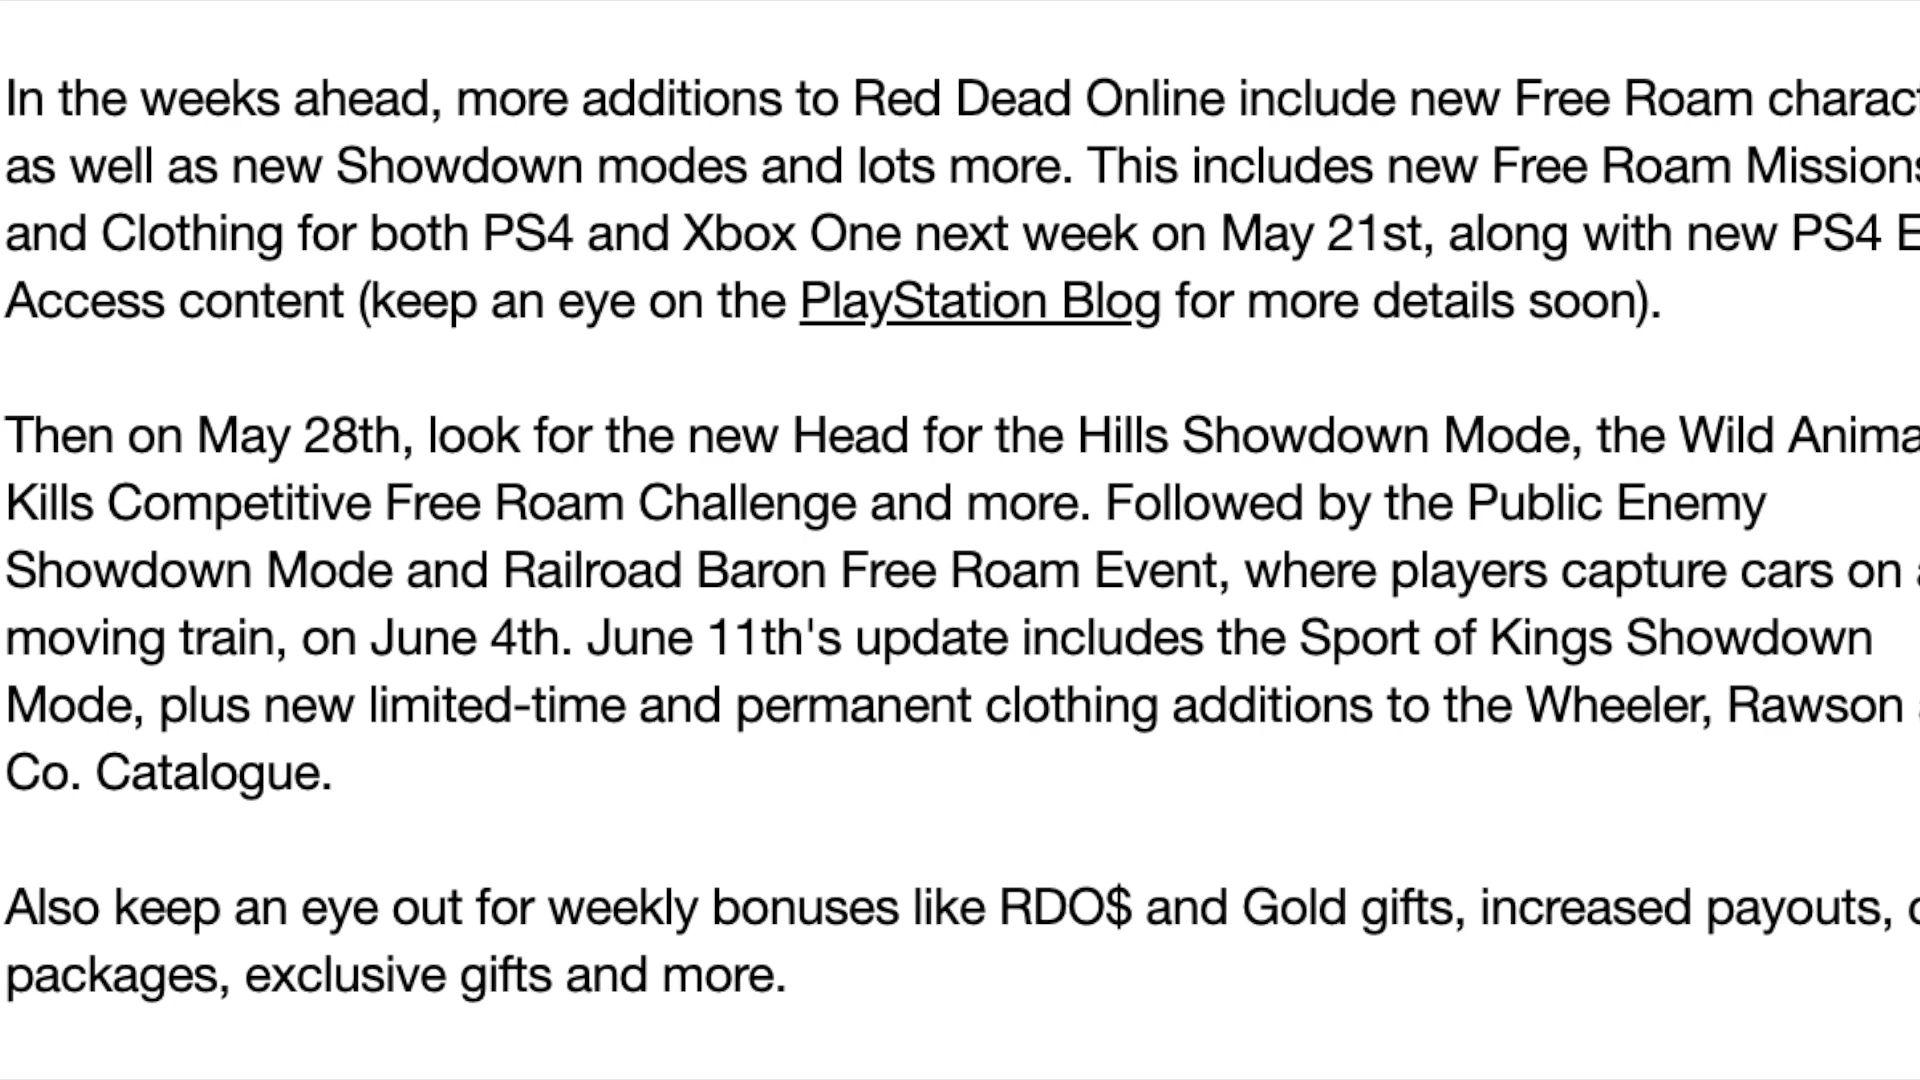 In the weeks ahead, more additions to Red Dead Online include new Free Roam
as well as new Showdown modes and lots more. This includes new Free Roam Missions
and Clothing for both PS4 and Xbox One next week on May 21st, along with new PS4
Access content (keep an eye on the PlayStation Blog for more details soon).
Then on May 28th, look for the new Head for the Hills Showdown Mode, the Wild
Kills Competitive Free Roam Challenge and more. Followed by the Public Enemy
Showdown Mode and Railroad Baron Free Roam Event, where players capture cars on
moving train, on June 4th. June 11th's update includes the Sport of Kings Showdown
Mode, plus new limited-time and permanent clothing additions to the Wheeler, Rawson
Co. Catalogue.
Also keep an eye out for weekly bonuses like RDO$ and Gold gifts, increased payouts,
packages, exclusive gifts and more.